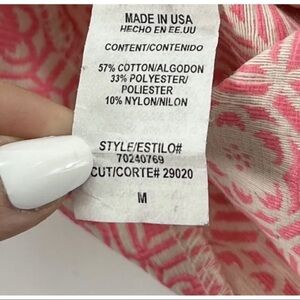 MADE IN USA
HECHO EN EE.UU
CONTENT/CONTENIDO
57% COTTON/ALGODON
33% POLYESTER/
POLIESTER
10% NYLON/NILON
STYLE/ESTILO#
70240769
CUT/CORTE# 29020
M